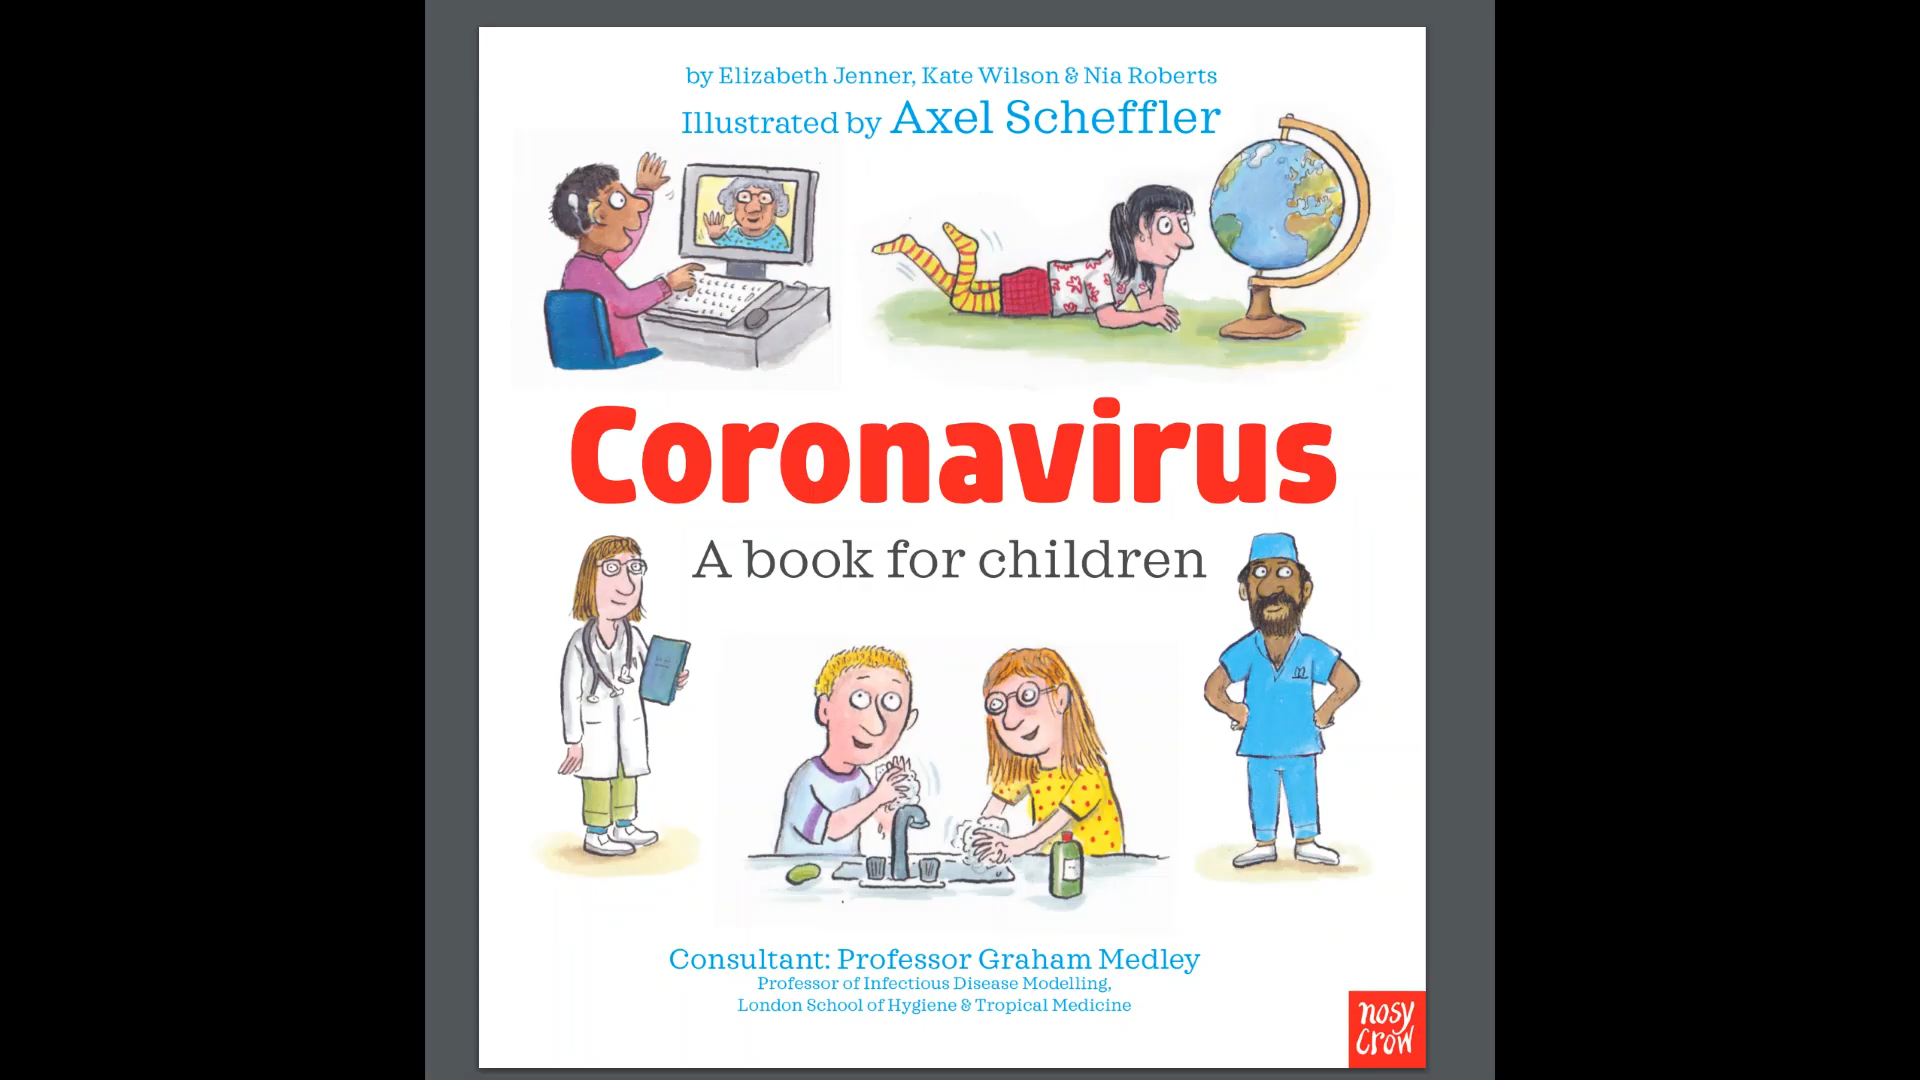 by Elizabeth Jenner, Kate Wilson & Nia Roberts
Illustrated by Axel Scheffler
Coronavirus
A book for children
Consultant: Professor Graham Medley
Professor of Infectious Disease Modelling,
London School of Hygiene & Tropical Medicine
nosy
crow